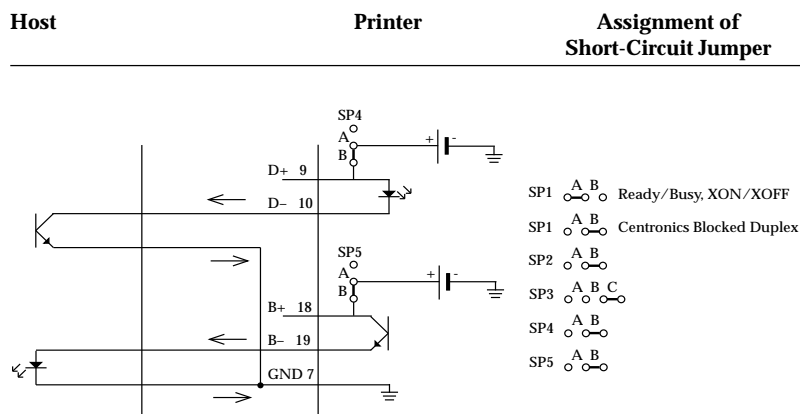 Host Printer Assignment of
Short-Circuit Jumper
SP4
A
B
+ -
D+ 9
D− 10
SP5
A
B
+ -
B+ 18
B− 19
GND 7
SP1 A B Ready/Busy, XON/XOFF
SP1 A B Centronics Blocked Duplex
SP2 A B
SP3 A B C
SP4 A B
SP5 A B